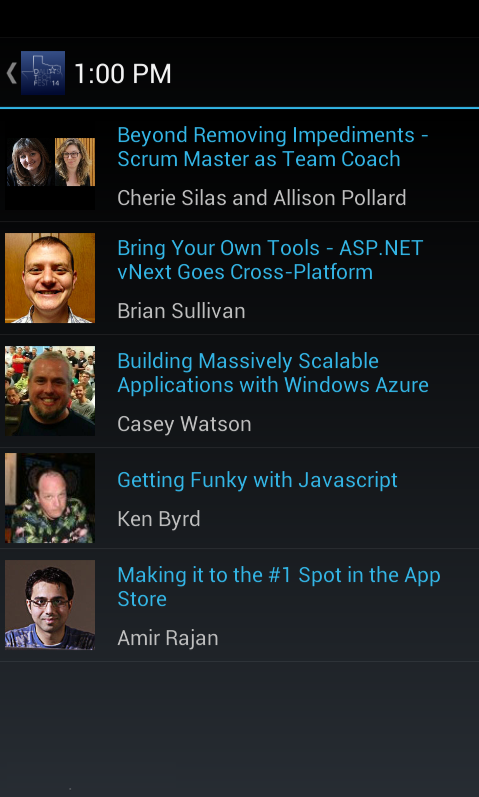 1:00 PM
Beyond Removing Impediments -
Scrum Master as Team Coach
Cherie Silas and Allison Pollard
Bring Your Own Tools - ASP.NET
vNext Goes Cross-Platform
Brian Sullivan
Building Massively Scalable
Applications with Windows Azure
Casey Watson
Getting Funky with Javascript
Ken Byrd
Making it to the #1 Spot in the App
Store
Amir Rajan